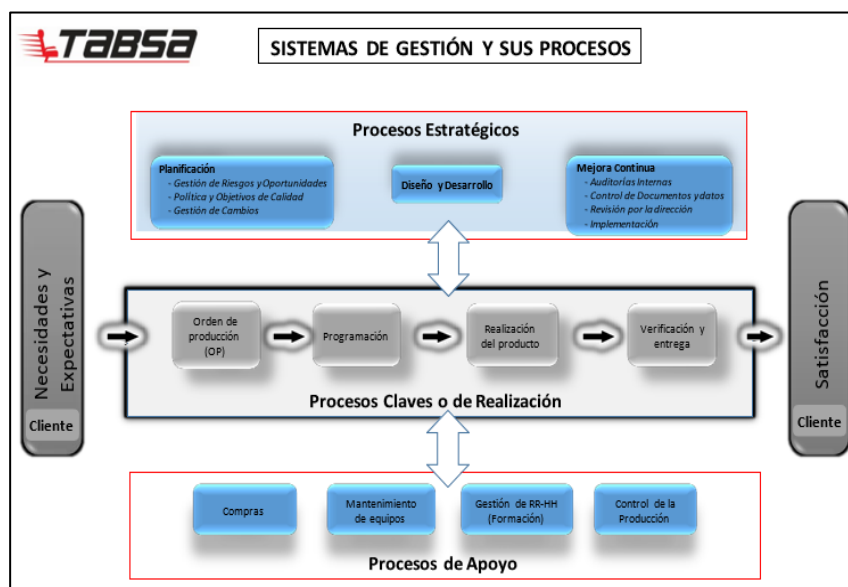 TABSA
SISTEMAS DE GESTIÓN Y SUS PROCESOS
Procesos Estratégicos
Planificación
- Gestión de Riesgos y Oportunidades
- Política y Objetivos de Calidad
- Gestión de Cambios
Diseño y Desarrollo
Mejora Continua
- Auditorías Internas
- Control de Documentos y datos
- Revisión por la dirección
- Implementación
Necesidades y
Expectativas
Cliente
Orden de
producción
(OP)
Programación
Realización
del producto
Verificación y
entrega
Procesos Claves o de Realización
Satisfacción
Cliente
Compras
Mantenimiento
de equipos
Gestión de RR-HH
(Formación)
Control de la
Producción
Procesos de Apoyo